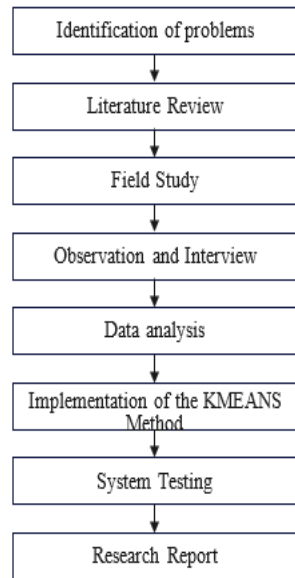 Identification of problems
Literature Review
Field Study
Observation and Interview
Data analysis
Implementation of the KMEANS
Method
System Testing
Research Report